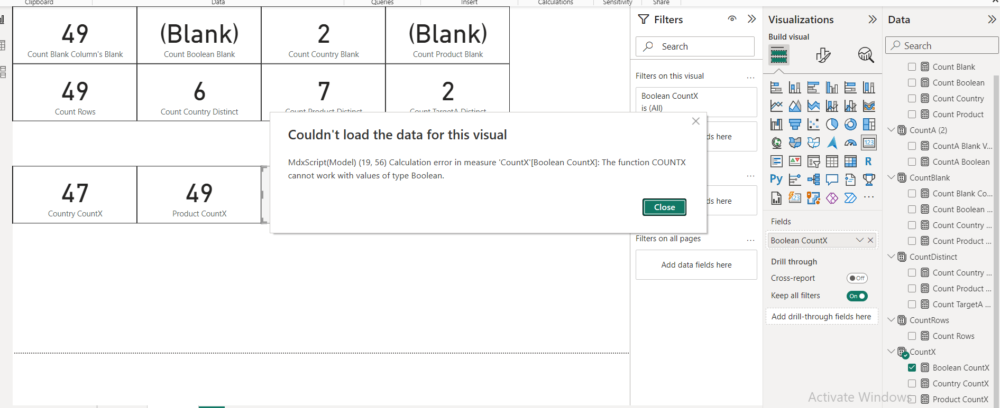 Clipboard
Data
Queries
Insert
Calculations
Sensitivity
Share
49
Count Blank Column's Blank
(Blank)
Count Boolean Blank
2
Count Country Blank
(Blank)
Count Product Blank
49
Count Rows
6
Count Country Distinct
7
Count Product Distinct
2
Count TargetA Distinct
47
Country CountX
49
Product CountX
Couldn't load the data for this visual
MdxScript(Model) (19, 56) Calculation error in measure 'CountX'[Boolean CountX]: The function COUNTX
cannot work with values of type Boolean.
Close
Filters
Search
Filters on this visual
...
Boolean CountX
is (All)
ds here
...
ds here
Filters on all pages
...
Add data fields here
Visualizations
Build visual
123
R
Py
123
...
Fields
Boolean CountX
Drill through
Cross-report
Off
Keep all filters
On
Add drill-through fields here
Data
Search
Count Blank
Count Boolean
Count Country
Count Product
CountA (2)
CountA Blank V...
CountA Boolean
CountBlank
Count Blank Co...
Count Boolean ...
Count Country ...
Count Product ...
CountDistinct
Count Country ...
Count Product ...
Count TargetA ...
CountRows
Count Rows
CountX
Boolean CountX
Country CountX
Product CountX
Activate Windows